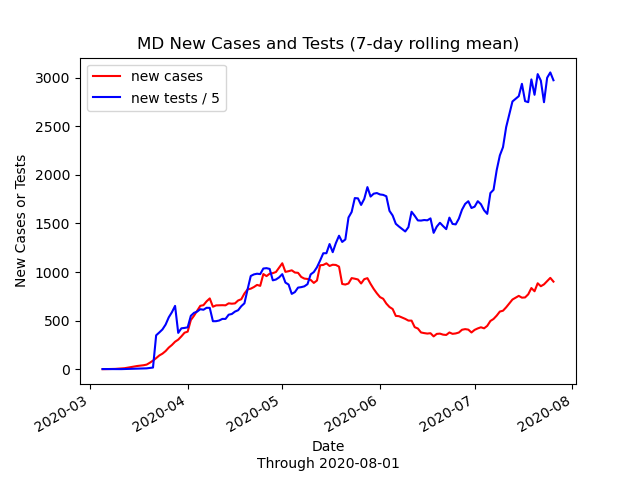 MD New Cases and Tests (7-day rolling mean)
new cases
new tests / 5
3000
2500
2000
1500
1000
500
0
New Cases or Tests
2020-03
2020-04
2020-05
2020-06
2020-07
2020-08
Date
Through 2020-08-01